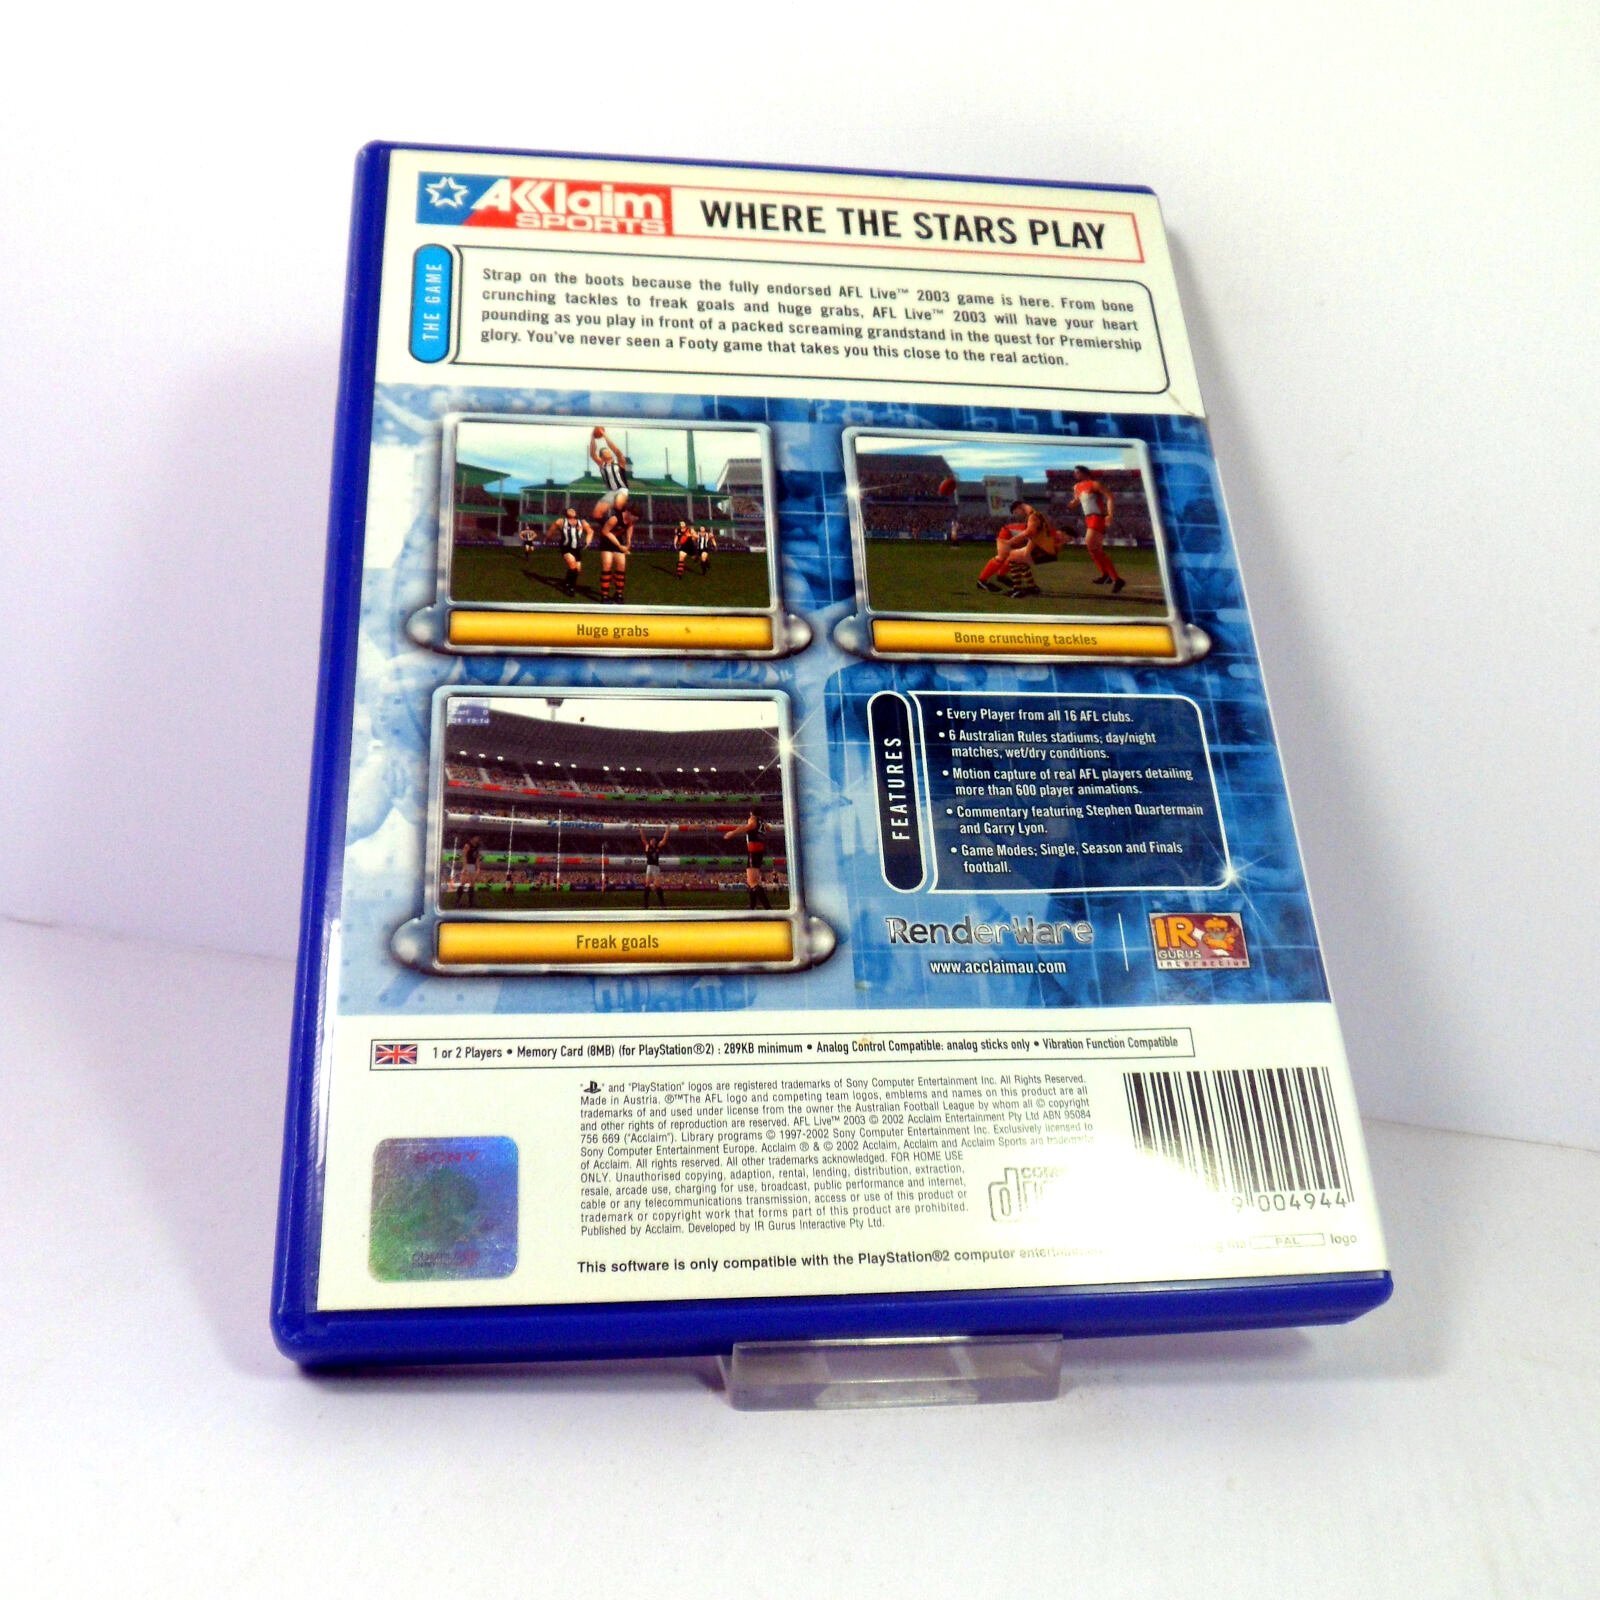 AKKlaim
SPORTS
WHERE THE STARS PLAY
THE GAME
Strap on the boots because the fully endorsed AFL Live™ 2003 game is here. From bone
crunching tackles to freak goals and huge grabs, AFL Live™ 2003 will have your heart
pounding as you play in front of a packed screaming grandstand in the quest for Premiership
glory. You've never seen a Footy game that takes you this close to the real action.
Huge grabs
Bone crunching tackles
Freak goals
FEATURES
• Every Player from all 16 AFL clubs.
• 6 Australian Rules stadiums; day/night
matches, wet/dry conditions.
• Motion capture of real AFL players detailing
more than 600 player animations.
• Commentary featuring Stephen Quartermain
and Garry Lyon.
• Game Modes; Single, Season and Finals
football.
RenderWare
IR
GURUS
interactive
www.acclaimau.com
1 or 2 Players • Memory Card (8MB) (for PlayStation®2) : 289KB minimum • Analog Control Compatible: analog sticks only • Vibration Function Compatible
" " and "PlayStation" logos are registered trademarks of Sony Computer Entertainment Inc. All Rights Reserved.
Made in Austria. ®™The AFL logo and competing team logos, emblems and names on this product are all
trademarks of and used under license from the owner the Australian Football League by whom all © copyright
and other rights of reproduction are reserved. AFL Live™ 2003 © 2002 Acclaim Entertainment Pty Ltd ABN 95084
756 669 ("Acclaim"). Library programs © 1997-2002 Sony Computer Entertainment Inc. Exclusively licensed to
Sony Computer Entertainment Europe. Acclaim ® & © 2002 Acclaim, Acclaim and Acclaim Sports are trademarks
of Acclaim. All rights reserved. All other trademarks acknowledged. FOR HOME USE
ONLY. Unauthorised copying, adaption, rental, lending, distribution, extraction,
resale, arcade use, charging for use, broadcast, public performance and internet,
cable or any telecommunications transmission, access or use of this product or
trademark or copyright work that forms part of this product are prohibited.
Published by Acclaim. Developed by IR Gurus Interactive Pty Ltd.
SONY
9 004944
This software is only compatible with the PlayStation®2 computer
PAL logo